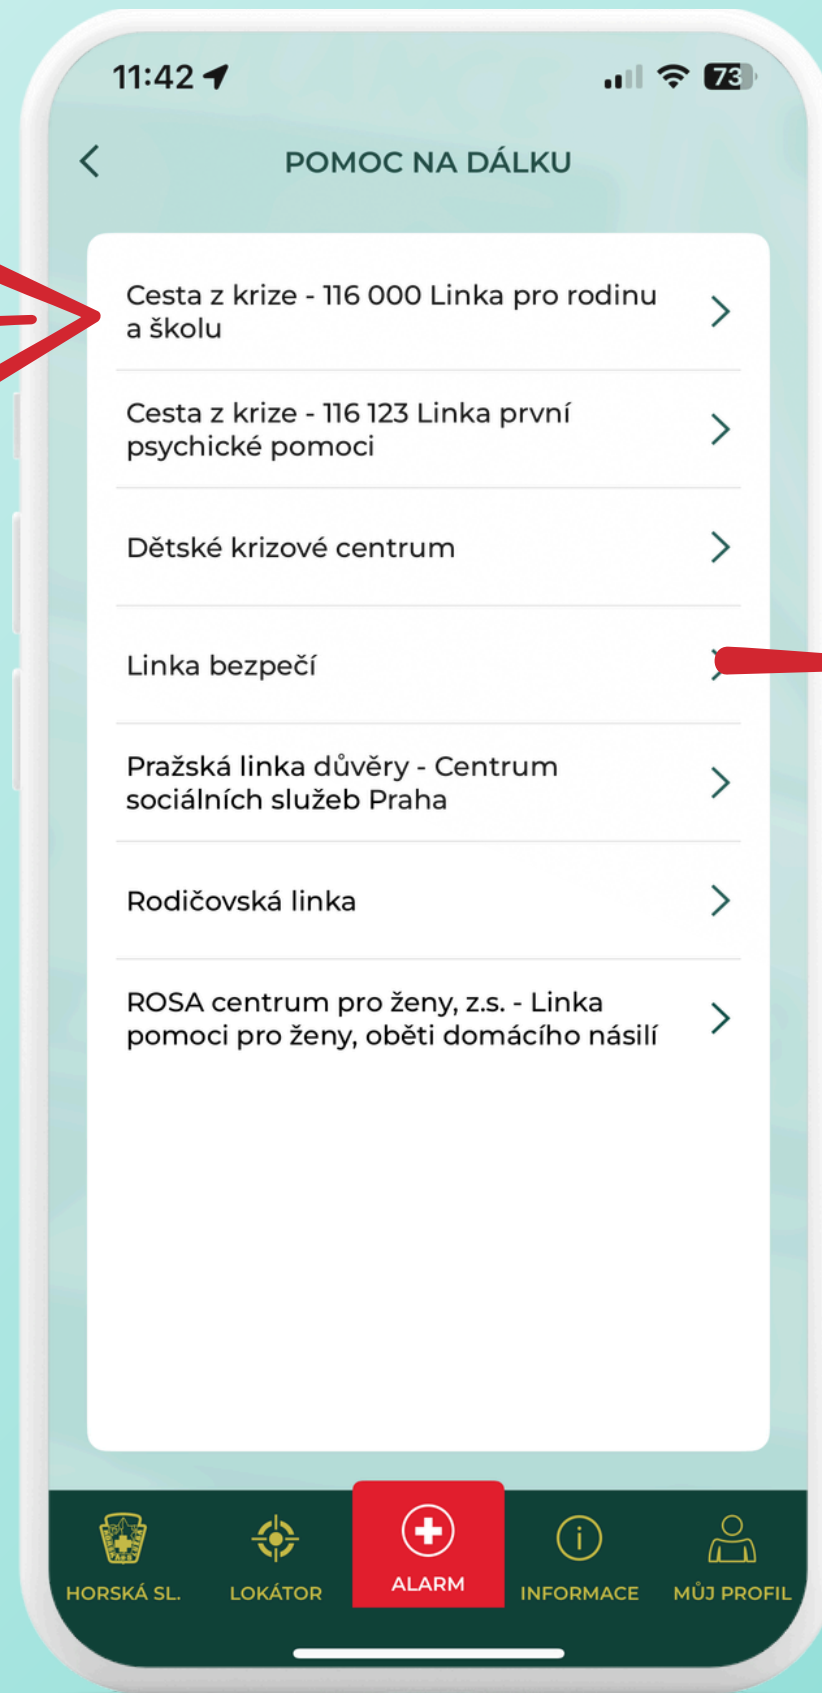 11:42
73
POMOC NA DÁLKU
Cesta z krize - 116 000 Linka pro rodinu
a školu
Cesta z krize - 116 123 Linka první
psychické pomoci
Dětské krizové centrum
Linka bezpečí
Pražská linka důvěry - Centrum
sociálních služeb Praha
Rodičovská linka
ROSA centrum pro ženy, z.s. - Linka
pomoci pro ženy, oběti domácího násilí
HORSKÁ SL.
LOKÁTOR
ALARM
INFORMACE
MŮJ PROFIL